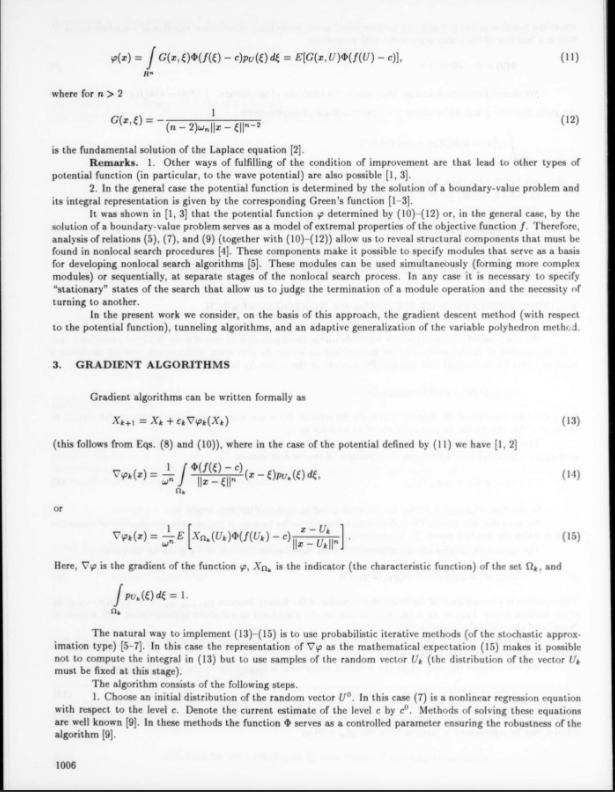 φ(x) = ∫_{Rⁿ} G(x, ξ)Φ(f(ξ) − c)p_U(ξ) dξ = E[G(x, U)Φ(f(U) − c)], (11)
where for n > 2
G(x, ξ) = − 1 / ((n − 2)ω_n||x − ξ||^{n−2}) (12)
is the fundamental solution of the Laplace equation [2].
Remarks. 1. Other ways of fulfilling of the condition of improvement are that lead to other types of
potential function (in particular, to the wave potential) are also possible [1, 3].
2. In the general case the potential function is determined by the solution of a boundary-value problem and
its integral representation is given by the corresponding Green's function [1–3].
It was shown in [1, 3] that the potential function φ determined by (10)–(12) or, in the general case, by the
solution of a boundary-value problem serves as a model of extremal properties of the objective function f. Therefore,
analysis of relations (5), (7), and (9) (together with (10)–(12)) allow us to reveal structural components that must be
found in nonlocal search procedures [4]. These components make it possible to specify modules that serve as a basis
for developing nonlocal search algorithms [5]. These modules can be used simultaneously (forming more complex
modules) or sequentially, at separate stages of the nonlocal search process. In any case it is necessary to specify
"stationary" states of the search that allow us to judge the termination of a module operation and the necessity of
turning to another.
In the present work we consider, on the basis of this approach, the gradient descent method (with respect
to the potential function), tunneling algorithms, and an adaptive generalization of the variable polyhedron method.
3. GRADIENT ALGORITHMS
Gradient algorithms can be written formally as
X_{k+1} = X_k + ε_k∇φ_k(X_k) (13)
(this follows from Eqs. (8) and (10)), where in the case of the potential defined by (11) we have [1, 2]
∇φ_k(x) = 1/ωⁿ ∫_{Ω_k} Φ(f(ξ) − c)/||x − ξ||ⁿ (x − ξ)p_{U_k}(ξ) dξ, (14)
or
∇φ_k(x) = 1/ωⁿ E [X_{Ω_k}(U_k)Φ(f(U_k) − c) (x − U_k)/||x − U_k||ⁿ]. (15)
Here, ∇φ is the gradient of the function φ, X_{Ω_k} is the indicator (the characteristic function) of the set Ω_k, and
∫_{Ω_k} p_{U_k}(ξ) dξ = 1.
The natural way to implement (13)–(15) is to use probabilistic iterative methods (of the stochastic approx-
imation type) [5–7]. In this case the representation of ∇φ as the mathematical expectation (15) makes it possible
not to compute the integral in (13) but to use samples of the random vector U_k (the distribution of the vector U_k
must be fixed at this stage).
The algorithm consists of the following steps.
1. Choose an initial distribution of the random vector U⁰. In this case (7) is a nonlinear regression equation
with respect to the level c. Denote the current estimate of the level c by c⁰. Methods of solving these equations
are well known [9]. In these methods the function Φ serves as a controlled parameter ensuring the robustness of the
algorithm [9].
1006